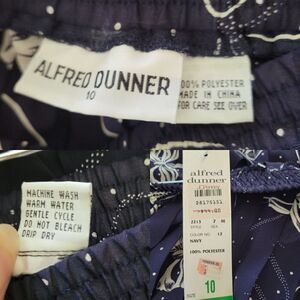 ALFRED DUNNER
10
100% POLYESTER
MADE IN CHINA
FOR CARE SEE OVER
MACHINE WASH
WARM WATER
GENTLE CYCLE
DO NOT BLEACH
DRIP DRY
alfred
dunner
NAVY
100% POLYESTER
10